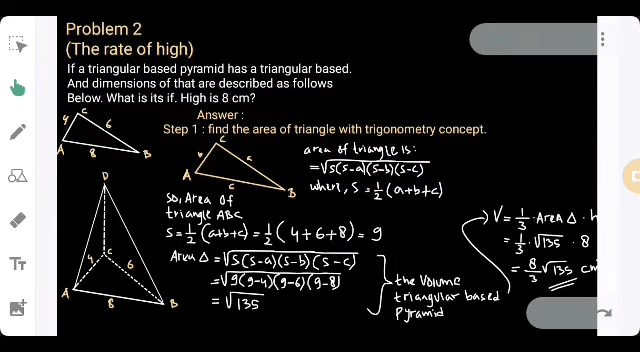 Problem 2
(The rate of high)
If a triangular based pyramid has a triangular based.
And dimensions of that are described as follows
Below. What is its if. High is 8 cm?
Answer :
Step 1 : find the area of triangle with trigonometry concept.
C
4
6
A
8
B
C
b
a
A
c
B
area of triangle is:
= √s(s-a)(s-b)(s-c)
where, s = 1/2 (a+b+c)
D
C
4
6
A
8
B
So, Area of
triangle ABC
s = 1/2 (a+b+c) = 1/2 (4+6+8) = 9
Area Δ = √s(s-a)(s-b)(s-c)
= √9(9-4)(9-6)(9-8)
= √135
the volume
triangular based
pyramid
V = 1/3 · Area Δ · h
= 1/3 · √135 · 8
= 8/3 √135 cm